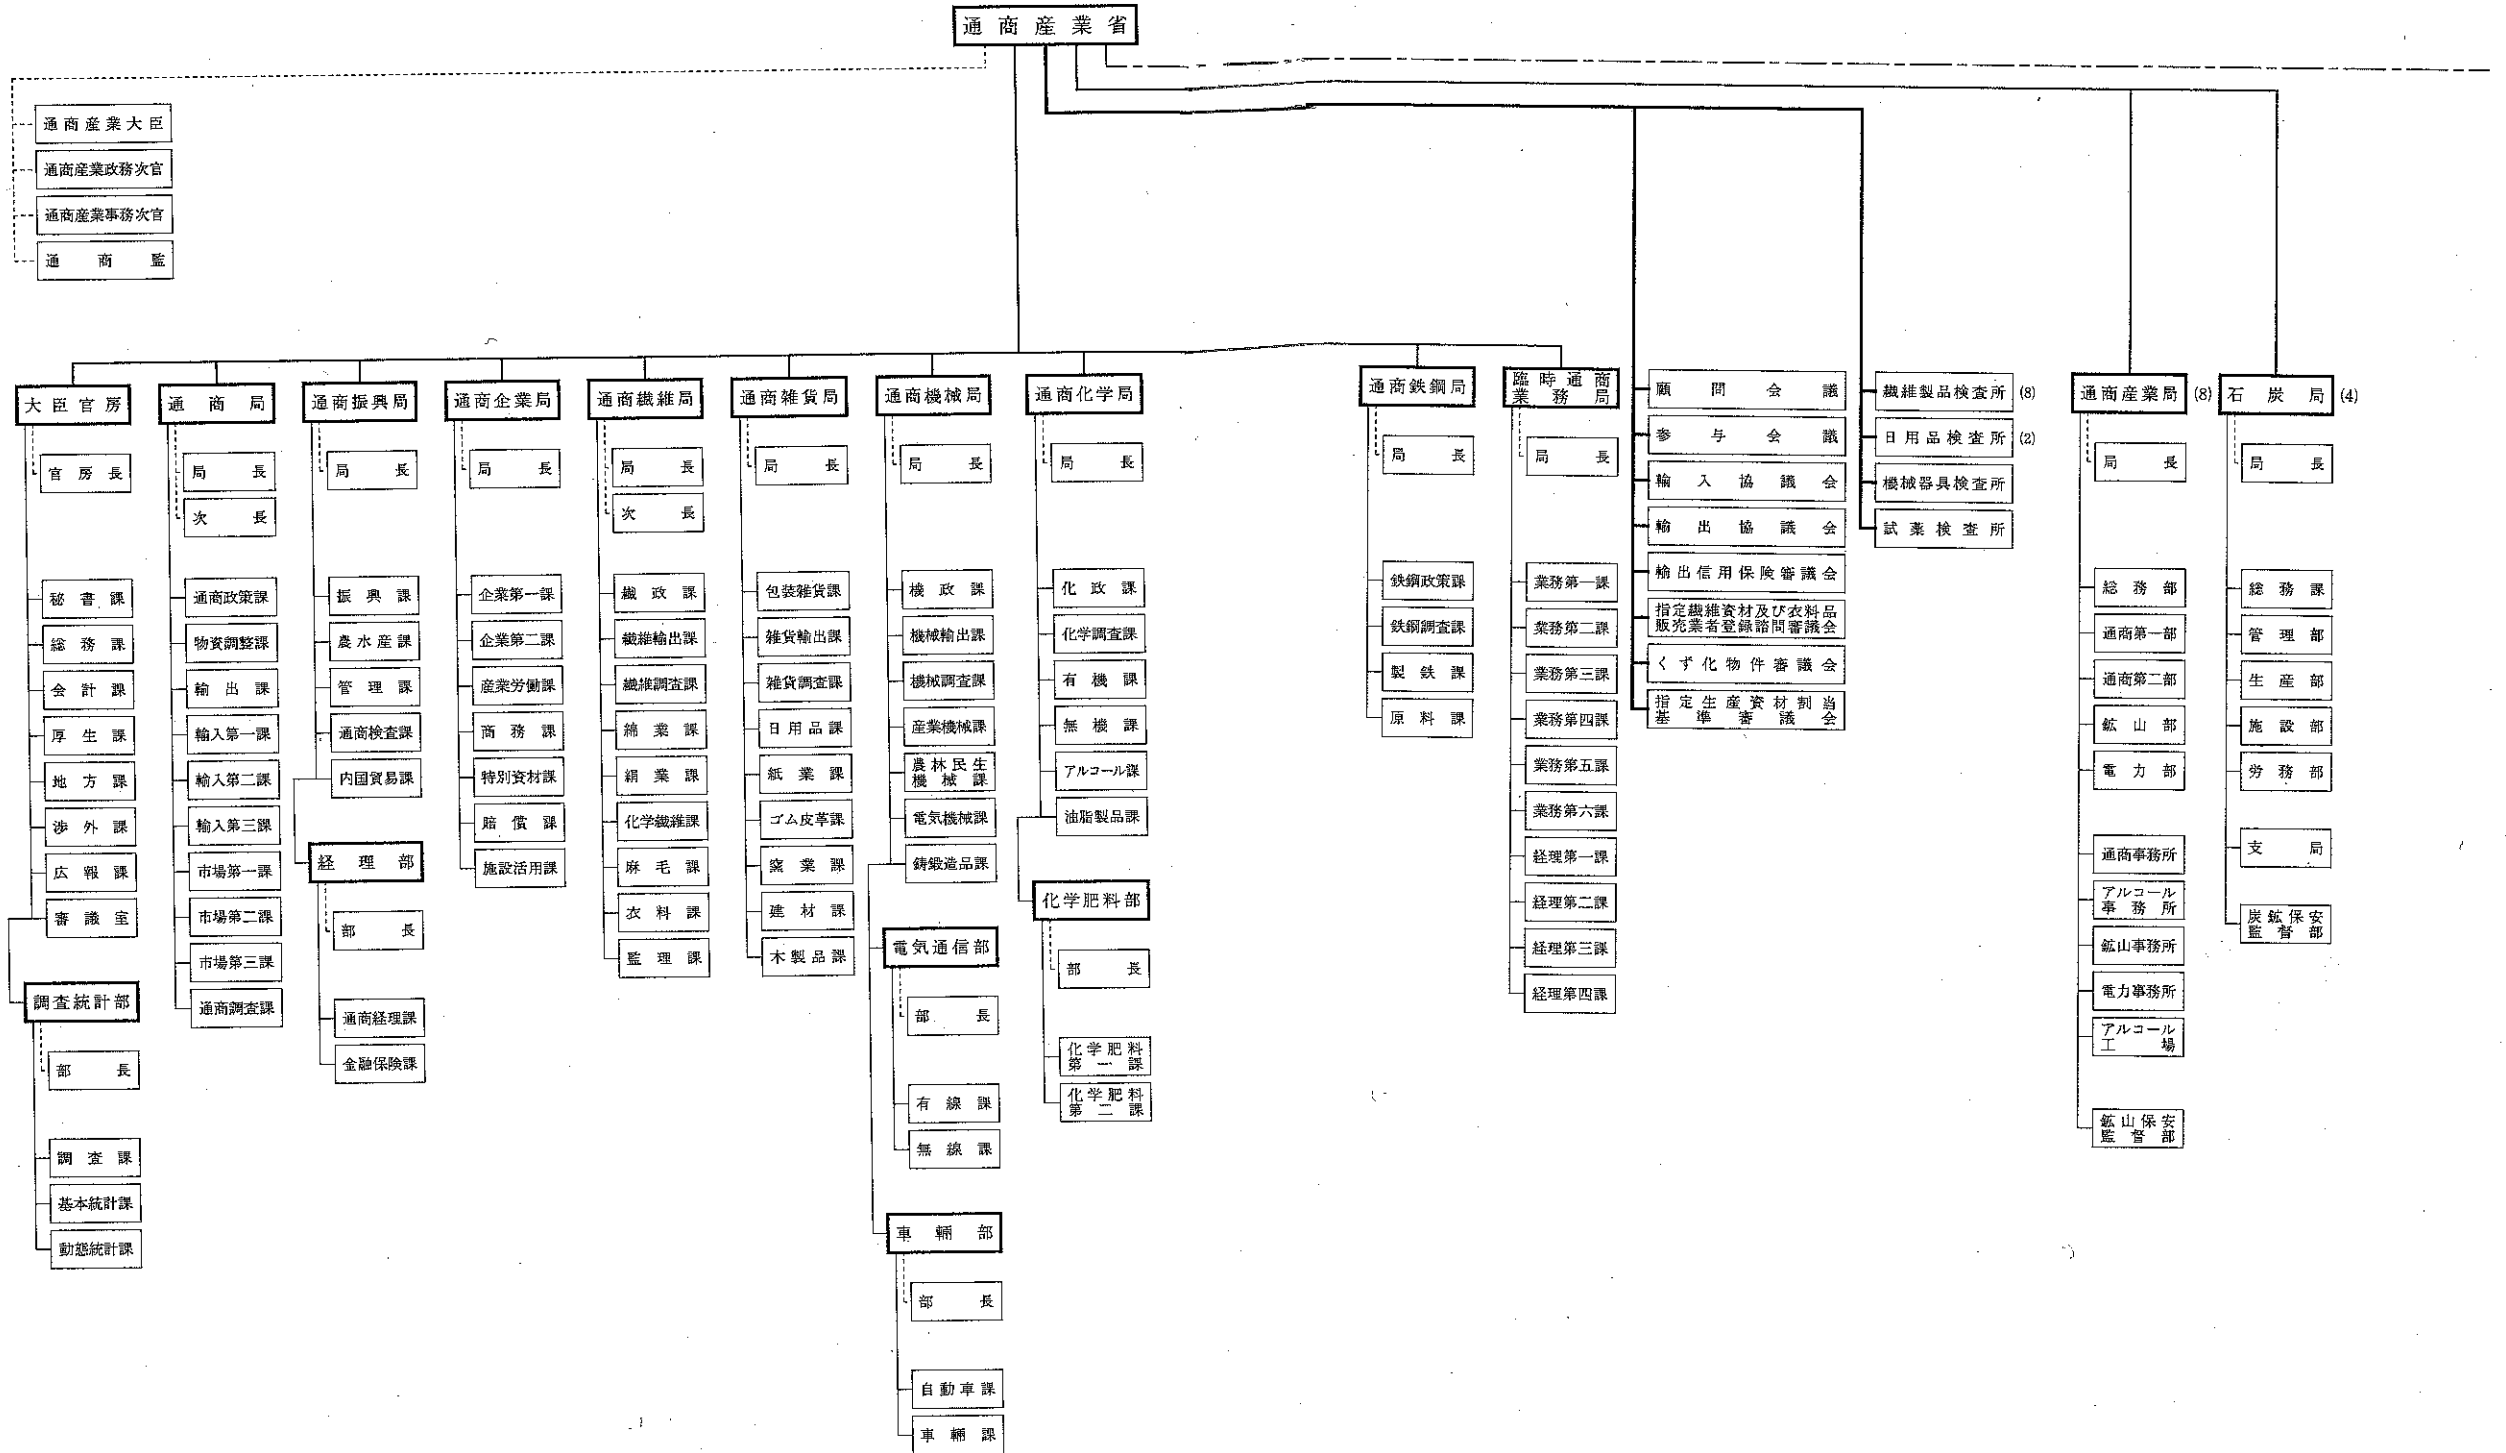 通商産業省
通商産業大臣
通商産業政務次官
通商産業事務次官
通商監
大臣官房
官房長
秘書課
総務課
会計課
厚生課
地方課
渉外課
広報課
審議室
調査統計部
部長
調査課
基本統計課
動態統計課
通商局
局長
次長
通商政策課
物資調整課
輸出課
輸入第一課
輸入第二課
輸入第三課
市場第一課
市場第二課
市場第三課
通商調査課
通商振興局
局長
振興課
農水産課
管理課
通商検査課
内国貿易課
経理部
部長
通商経理課
金融保険課
通商企業局
局長
企業第一課
企業第二課
産業労働課
商務課
特別資材課
賠償課
施設活用課
通商繊維局
局長
次長
繊政課
繊維輸出課
繊維調査課
綿業課
絹業課
化学繊維課
麻毛課
衣料課
監理課
通商雑貨局
局長
包装雑貨課
雑貨輸出課
雑貨調査課
日用品課
紙業課
ゴム皮革課
窯業課
建材課
木製品課
通商機械局
局長
機政課
機械輸出課
機械調査課
産業機械課
農林民生
機械課
電気機械課
鋳鍛造品課
電気通信部
部長
有線課
無線課
車輛部
部長
自動車課
車輛課
通商化学局
局長
化政課
化学調査課
有機課
無機課
アルコール課
油脂製品課
化学肥料部
部長
化学肥料
第一課
化学肥料
第二課
通商鉄鋼局
局長
鉄鋼政策課
鉄鋼調査課
製鉄課
原料課
臨時通商
業務局
局長
業務第一課
業務第二課
業務第三課
業務第四課
業務第五課
業務第六課
経理第一課
経理第二課
経理第三課
経理第四課
顧問会議
参与会議
輸入協議会
輸出協議会
輸出信用保険審議会
指定繊維資材及び衣料品
販売業者登録諮問審議会
くず化物件審議会
指定生産資材割当
基準審議会
繊維製品検査所 (8)
日用品検査所 (2)
機械器具検査所
試薬検査所
通商産業局 (8)
局長
総務部
通商第一部
通商第二部
鉱山部
電力部
通商事務所
アルコール
事務所
鉱山事務所
電力事務所
アルコール
工場
鉱山保安
監督部
石炭局 (4)
局長
総務課
管理部
生産部
施設部
労務部
支局
炭鉱保安
監督部